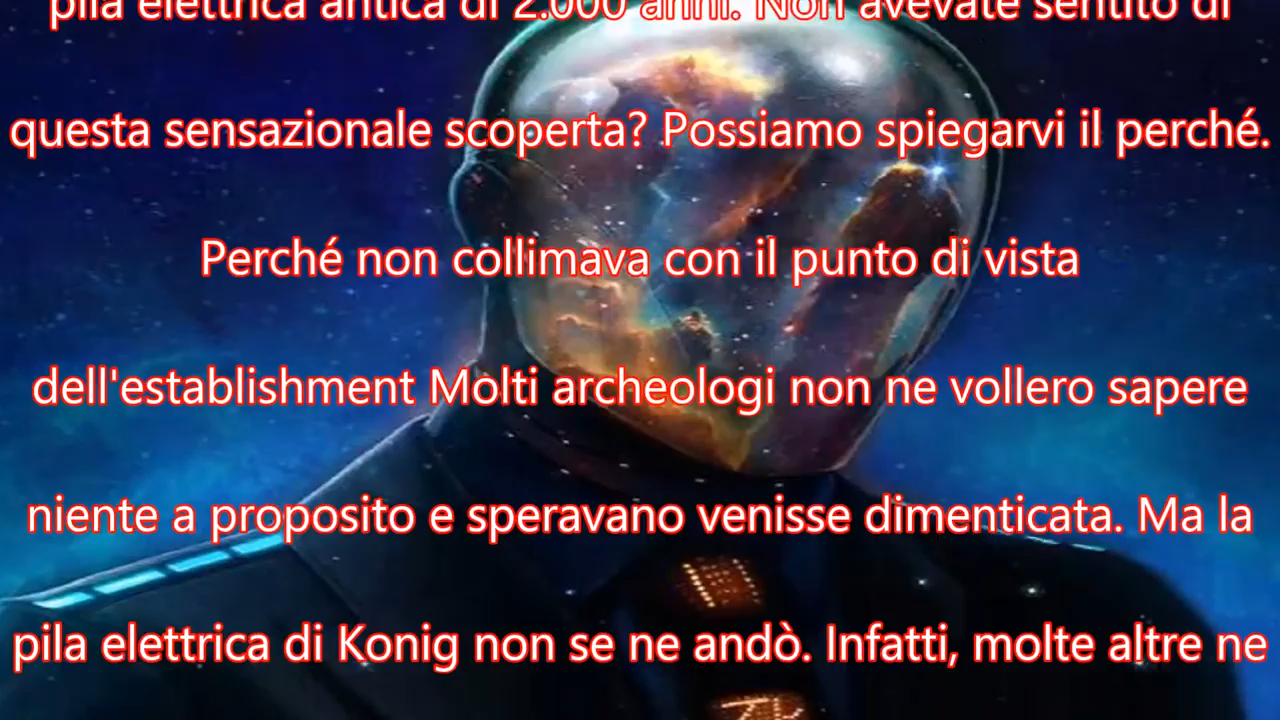 pila elettrica antica di 2.000 anni. Non avevate sentito di
questa sensazionale scoperta? Possiamo spiegarvi il perché.
Perché non collimava con il punto di vista
dell'establishment Molti archeologi non ne vollero sapere
niente a proposito e speravano venisse dimenticata. Ma la
pila elettrica di Konig non se ne andò. Infatti, molte altre ne